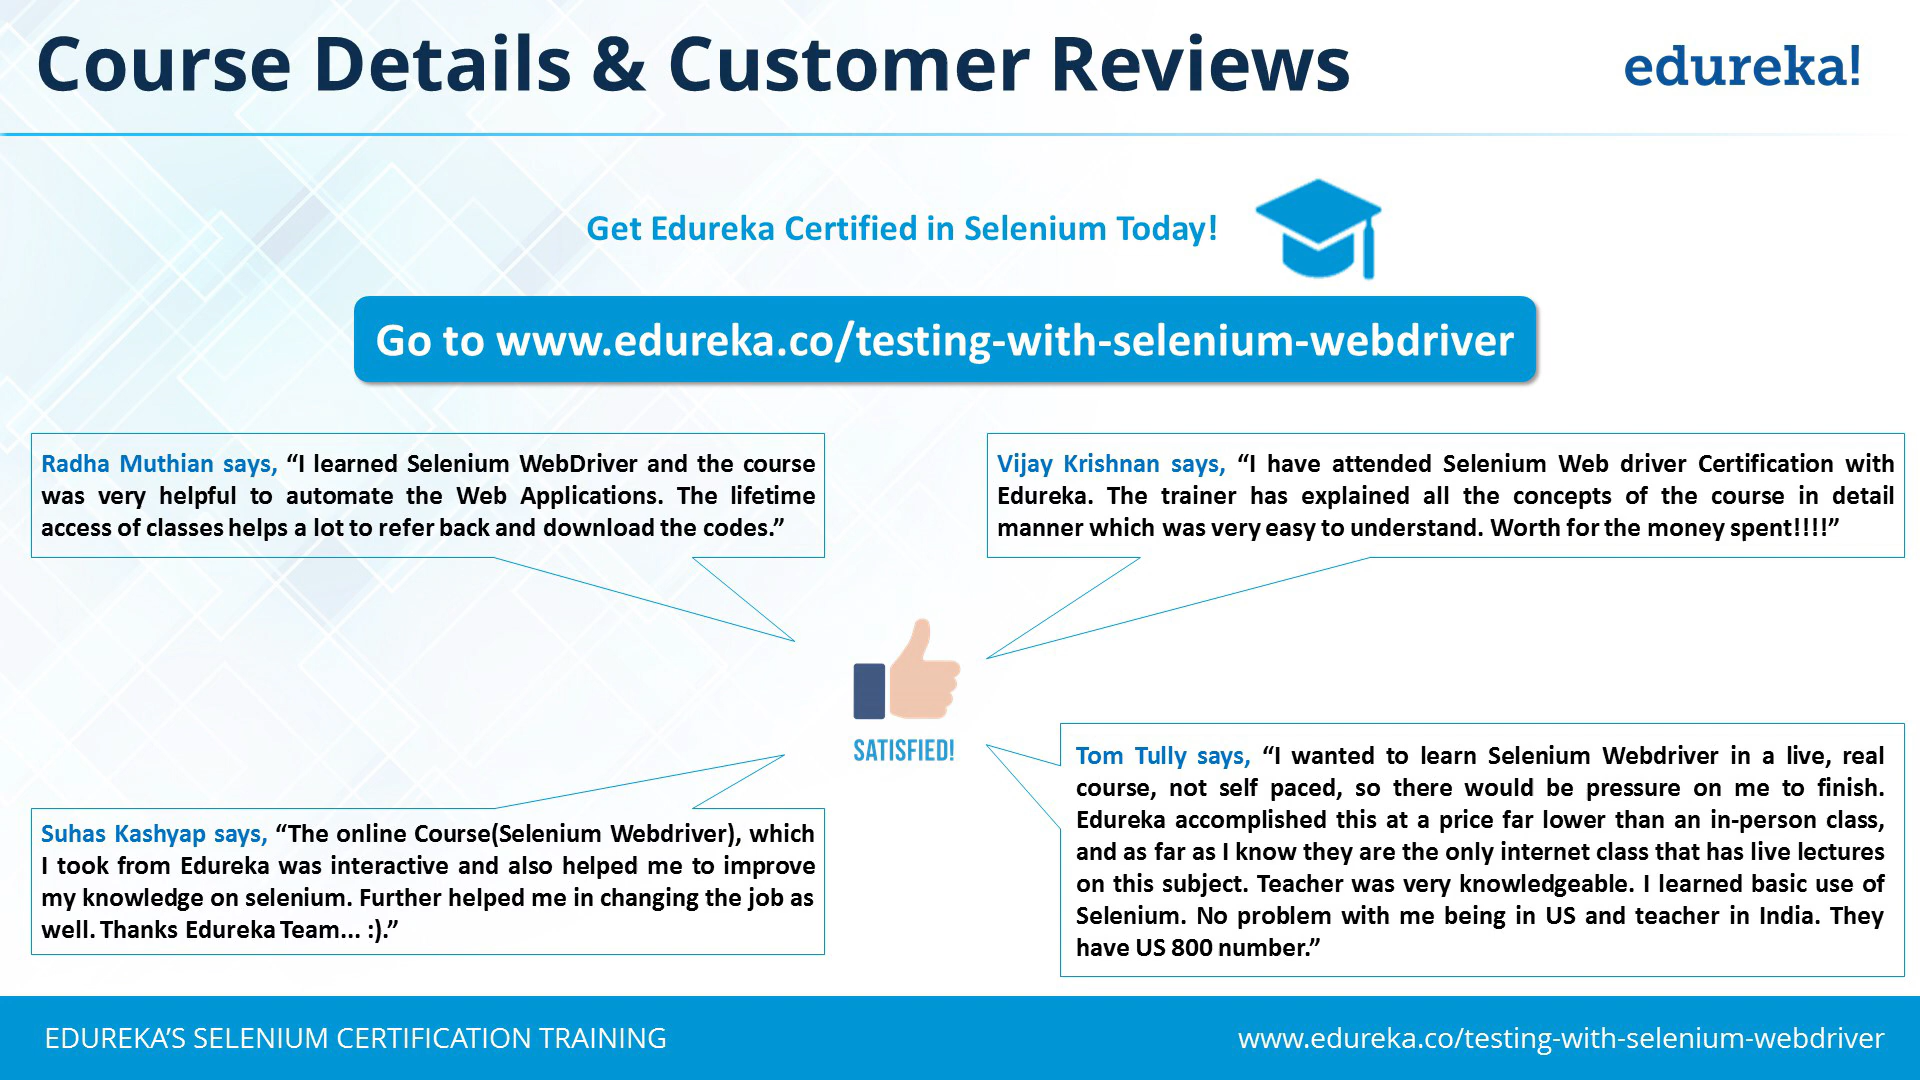 Course Details & Customer Reviews
edureka!
Get Edureka Certified in Selenium Today!
Go to www.edureka.co/testing-with-selenium-webdriver
Radha Muthian says, “I learned Selenium WebDriver and the course
was very helpful to automate the Web Applications. The lifetime
access of classes helps a lot to refer back and download the codes.”
Vijay Krishnan says, “I have attended Selenium Web driver Certification with
Edureka. The trainer has explained all the concepts of the course in detail
manner which was very easy to understand. Worth for the money spent!!!!”
SATISFIED!
Suhas Kashyap says, “The online Course(Selenium Webdriver), which
I took from Edureka was interactive and also helped me to improve
my knowledge on selenium. Further helped me in changing the job as
well. Thanks Edureka Team... :).”
Tom Tully says, “I wanted to learn Selenium Webdriver in a live, real
course, not self paced, so there would be pressure on me to finish.
Edureka accomplished this at a price far lower than an in-person class,
and as far as I know they are the only internet class that has live lectures
on this subject. Teacher was very knowledgeable. I learned basic use of
Selenium. No problem with me being in US and teacher in India. They
have US 800 number.”
EDUREKA’S SELENIUM CERTIFICATION TRAINING
www.edureka.co/testing-with-selenium-webdriver